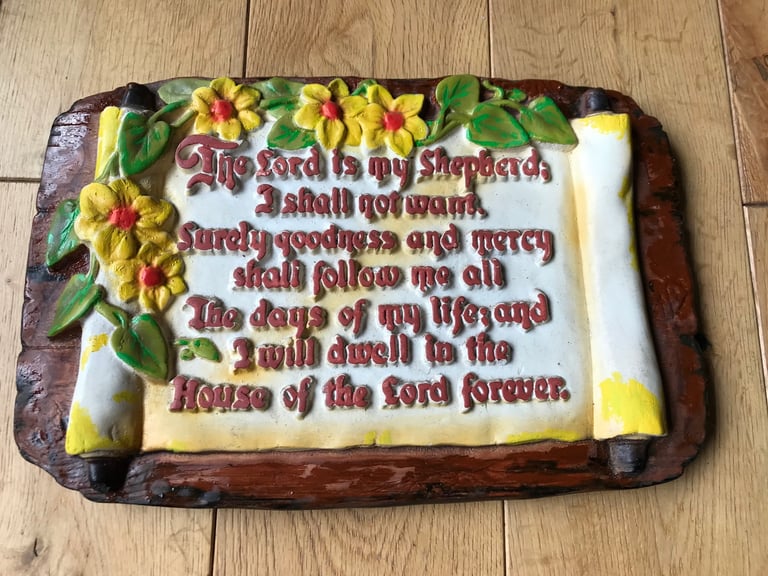 The Lord is my Shepherd;
I shall not want.
Surely goodness and mercy
shall follow me all
The days of my life; and
I will dwell in the
House of the Lord forever.